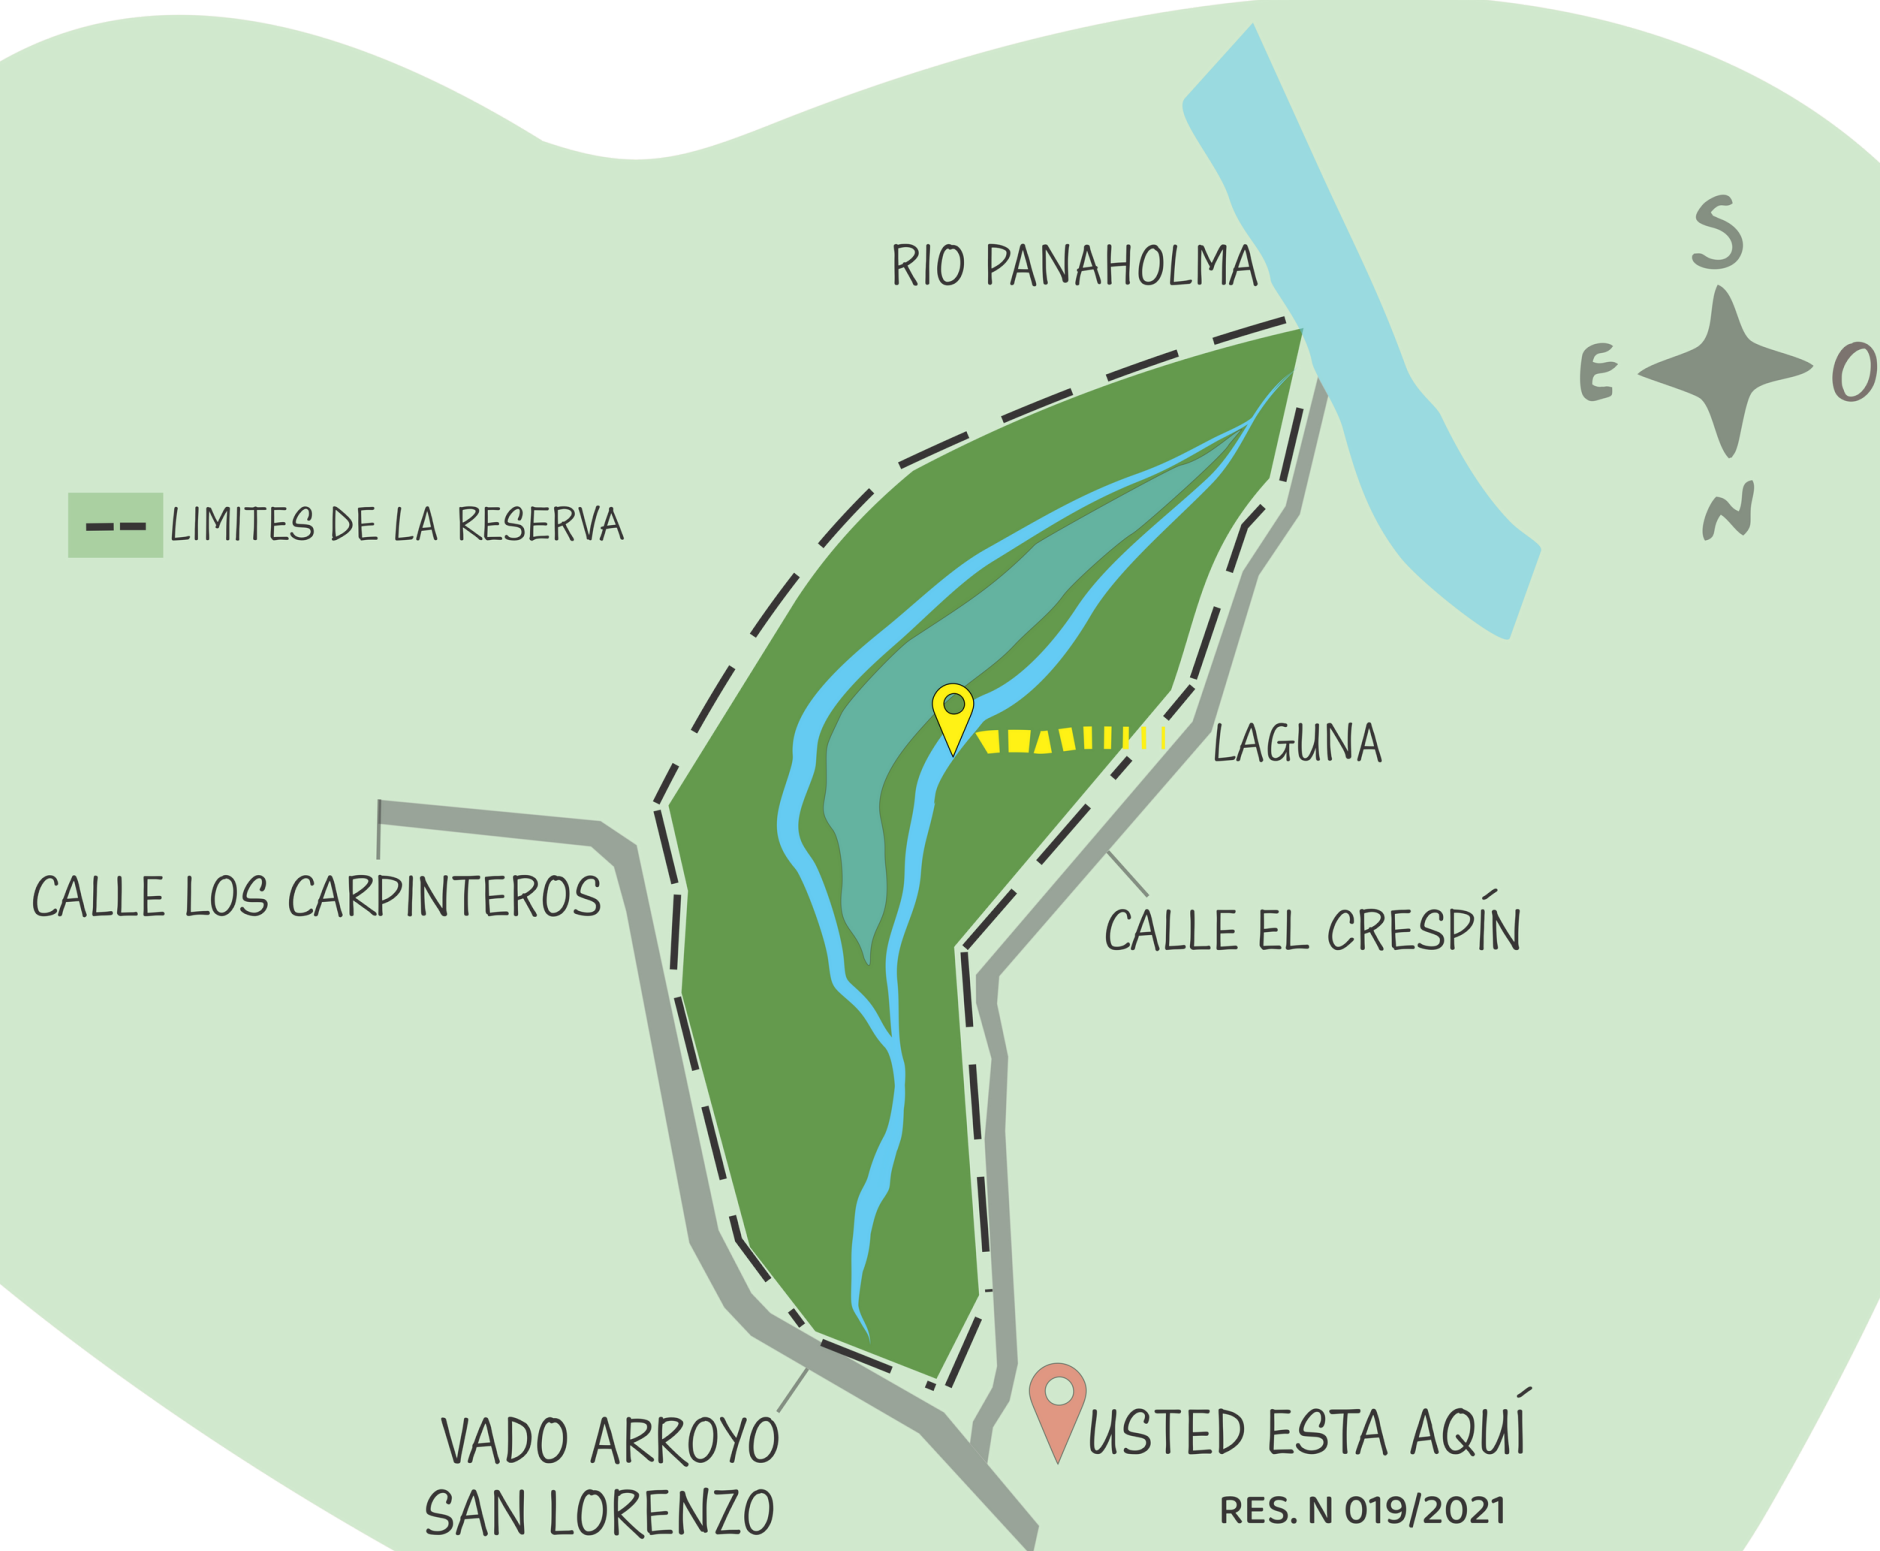 S
RIO PANAHOLMA
E
O
N
LIMITES DE LA RESERVA
LAGUNA
CALLE LOS CARPINTEROS
CALLE EL CRESPÍN
VADO ARROYO
SAN LORENZO
USTED ESTA AQUÍ
RES. N 019/2021